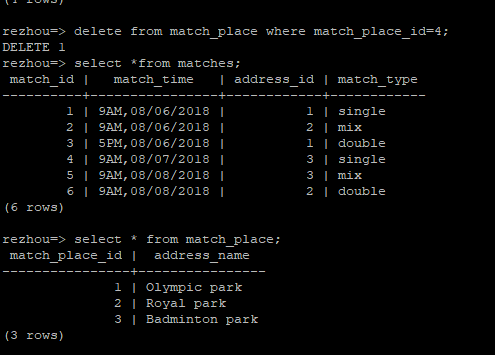 (1 rows)
rezhou=> delete from match_place where match_place_id=4;
DELETE 1
rezhou=> select *from matches;
 match_id |   match_time    | address_id | match_type
----------+-----------------+------------+------------
        1 | 9AM,08/06/2018 |          1 | single
        2 | 9AM,08/06/2018 |          2 | mix
        3 | 5PM,08/06/2018 |          1 | double
        4 | 9AM,08/07/2018 |          3 | single
        5 | 9AM,08/08/2018 |          3 | mix
        6 | 9AM,08/08/2018 |          2 | double
(6 rows)
rezhou=> select * from match_place;
 match_place_id |  address_name
----------------+----------------
              1 | Olympic park
              2 | Royal park
              3 | Badminton park
(3 rows)